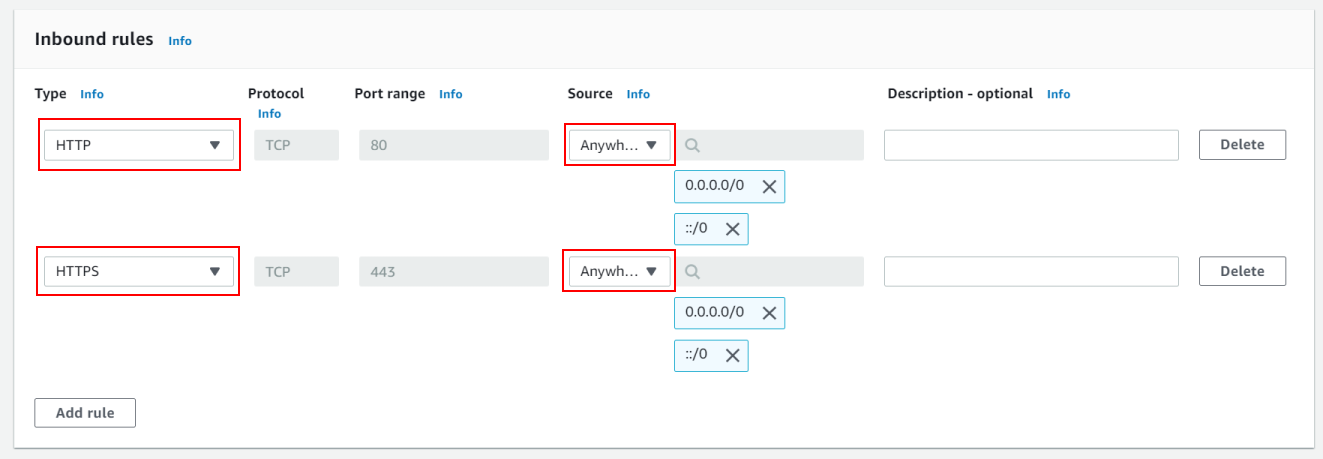 Inbound rules Info
Type Info Protocol Info Port range Info Source Info Description - optional Info
HTTP TCP 80 Anywh... Delete
0.0.0.0/0
::/0
HTTPS TCP 443 Anywh... Delete
0.0.0.0/0
::/0
Add rule